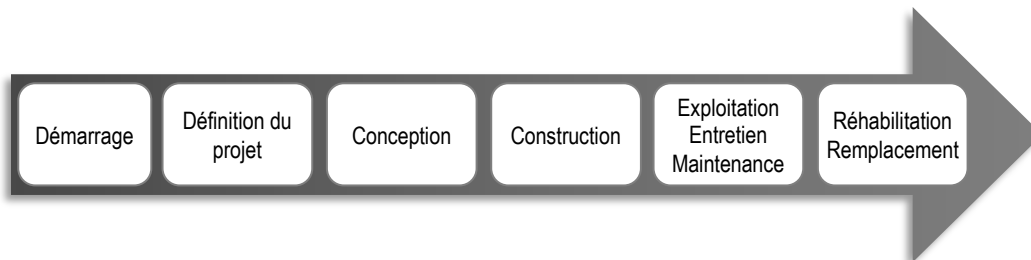 Démarrage
Définition du
projet
Conception
Construction
Exploitation
Entretien
Maintenance
Réhabilitation
Remplacement